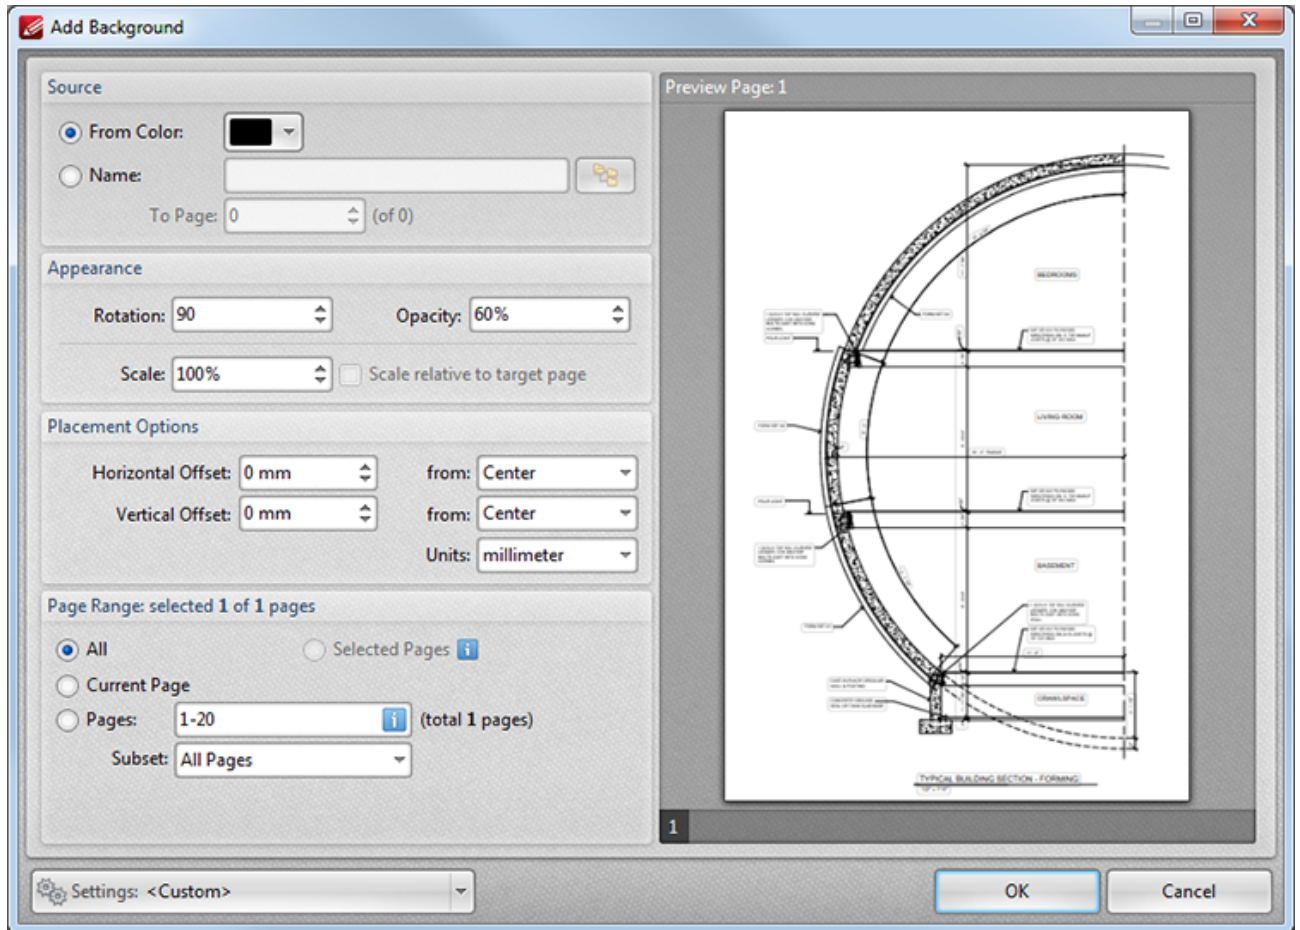 Add Background
Source
From Color:
Name:
To Page: 0 (of 0)
Appearance
Rotation: 90 Opacity: 60%
Scale: 100% Scale relative to target page
Placement Options
Horizontal Offset: 0 mm from: Center
Vertical Offset: 0 mm from: Center
Units: millimeter
Page Range: selected 1 of 1 pages
All Selected Pages
Current Page
Pages: 1-20 (total 1 pages)
Subset: All Pages
Settings: <Custom>
Preview Page: 1
BEDROOMS
LIVING ROOM
BASEMENT
CRAWLSPACE
TYPICAL BUILDING SECTION - FORMING
1
OK Cancel